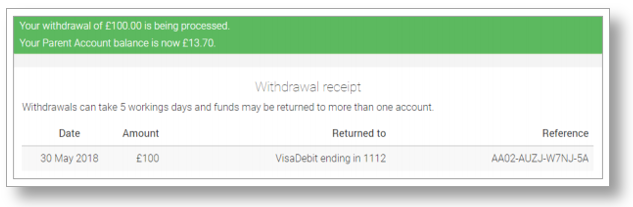 Your withdrawal of £100.00 is being processed.
Your Parent Account balance is now £13.70.
Withdrawal receipt
Withdrawals can take 5 workings days and funds may be returned to more than one account.
Date Amount Returned to Reference
30 May 2018 £100 VisaDebit ending in 1112 AA02-AUZJ-W7NJ-5A